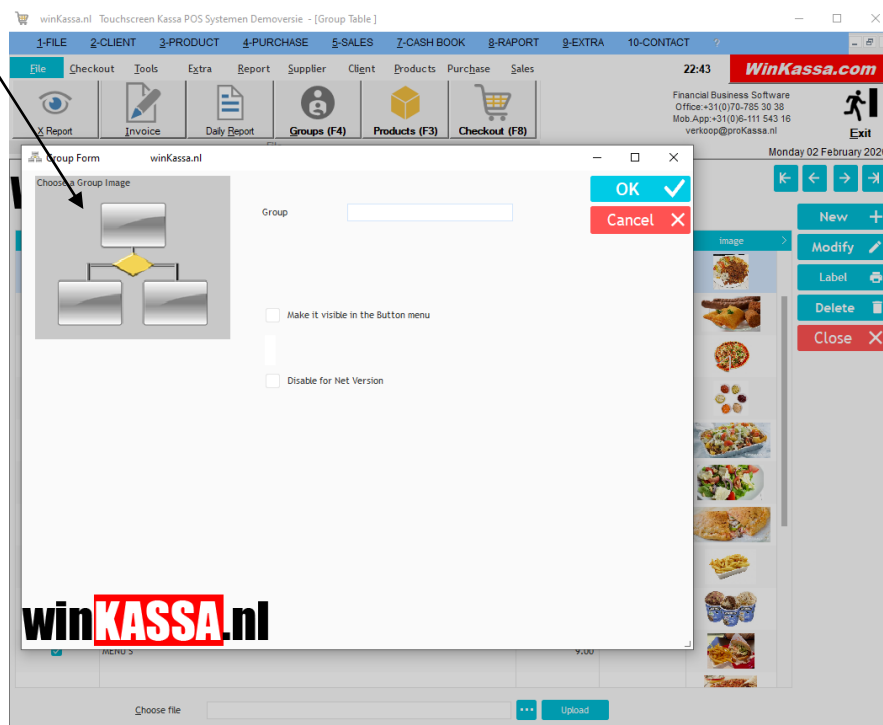 winKassa.nl Touchscreen Kassa POS Systemen Demoversie - [Group Table ]
1-FILE 2-CLIENT 3-PRODUCT 4-PURCHASE 5-SALES 7-CASH BOOK 8-RAPORT 9-EXTRA 10-CONTACT ?
File Checkout Tools Extra Report Supplier Client Products Purchase Sales
22:43
WinKassa.com
X Report
Invoice
Daily Report
Groups (F4)
Products (F3)
Checkout (F8)
Financial Business Software
Office:+31(0)70-785 30 38
Mob.App:+31(0)6-111 543 16
verkoop@proKassa.nl
Exit
Monday 02 February
Group Form winKassa.nl
Choose a Group Image
Group
OK
Cancel
Make it visible in the Button menu
Disable for Net Version
winKASSA.nl
New
Modify
Label
Delete
Close
image
MENU'S 9.00
Choose file
Upload